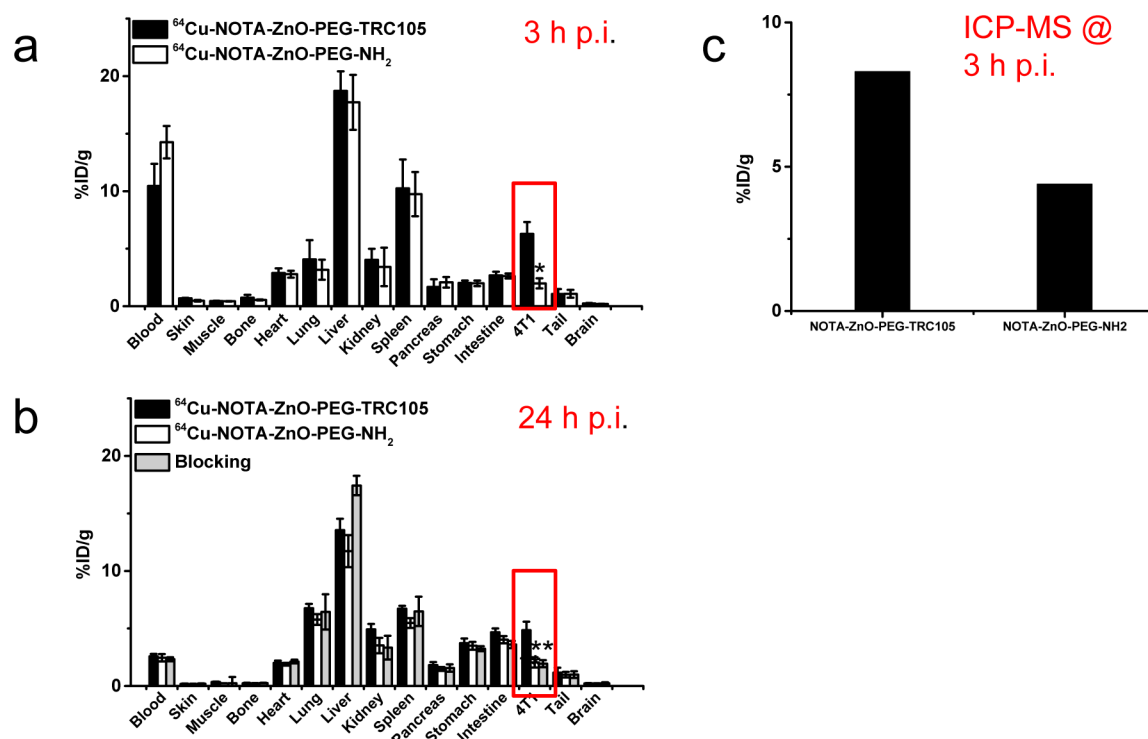 a
64Cu-NOTA-ZnO-PEG-TRC105
64Cu-NOTA-ZnO-PEG-NH2
3 h p.i.
%ID/g
20
10
0
Blood
Skin
Muscle
Bone
Heart
Lung
Liver
Kidney
Spleen
Pancreas
Stomach
Intestine
4T1
Tail
Brain
*
b
64Cu-NOTA-ZnO-PEG-TRC105
64Cu-NOTA-ZnO-PEG-NH2
Blocking
24 h p.i.
%ID/g
20
10
0
Blood
Skin
Muscle
Bone
Heart
Lung
Liver
Kidney
Spleen
Pancreas
Stomach
Intestine
4T1
Tail
Brain
**
c
ICP-MS @
3 h p.i.
%ID/g
10
5
0
NOTA-ZnO-PEG-TRC105
NOTA-ZnO-PEG-NH2